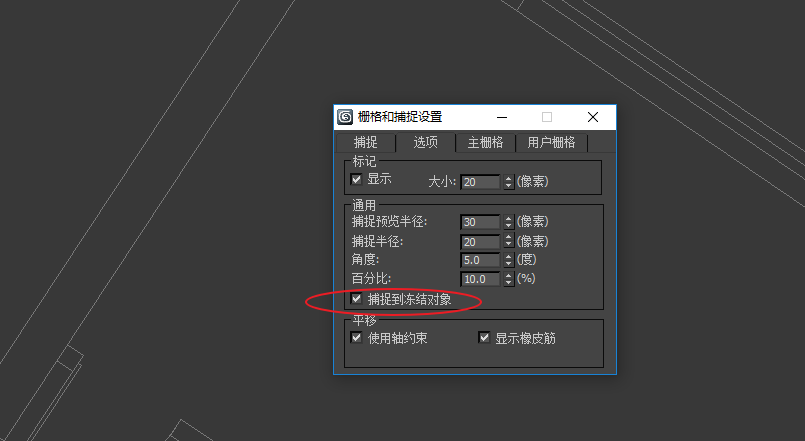 栅格和捕捉设置
捕捉 选项 主栅格 用户栅格
标记
显示 大小: 20 (像素)
通用
捕捉预览半径: 30 (像素)
捕捉半径: 20 (像素)
角度: 5.0 (度)
百分比: 10.0 (%)
捕捉到冻结对象
平移
使用轴约束 显示橡皮筋